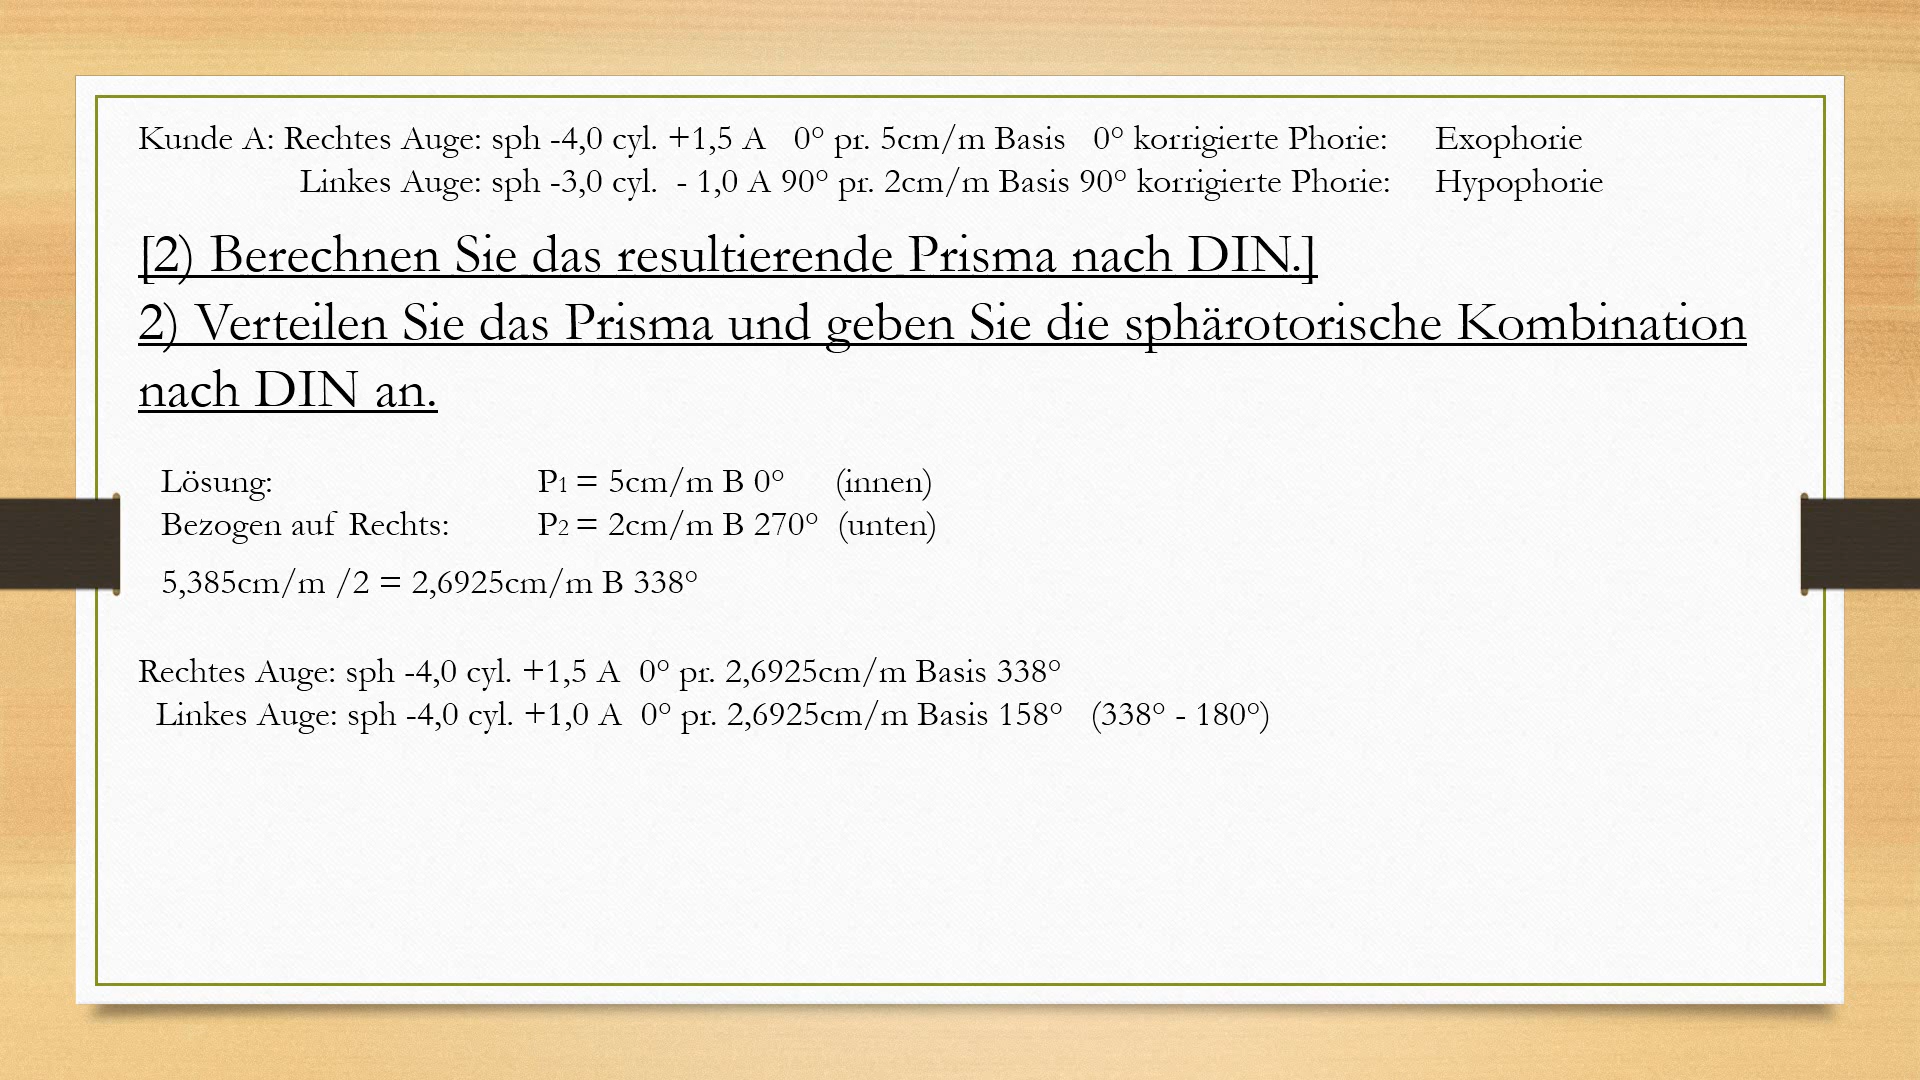 Kunde A: Rechtes Auge: sph -4,0 cyl. +1,5 A 0° pr. 5cm/m Basis 0° korrigierte Phorie: Exophorie
Linkes Auge: sph -3,0 cyl. - 1,0 A 90° pr. 2cm/m Basis 90° korrigierte Phorie: Hypophorie
[2) Berechnen Sie das resultierende Prisma nach DIN.]
2) Verteilen Sie das Prisma und geben Sie die sphärotorische Kombination
nach DIN an.
Lösung: P1 = 5cm/m B 0° (innen)
Bezogen auf Rechts: P2 = 2cm/m B 270° (unten)
5,385cm/m /2 = 2,6925cm/m B 338°
Rechtes Auge: sph -4,0 cyl. +1,5 A 0° pr. 2,6925cm/m Basis 338°
Linkes Auge: sph -4,0 cyl. +1,0 A 0° pr. 2,6925cm/m Basis 158° (338° - 180°)